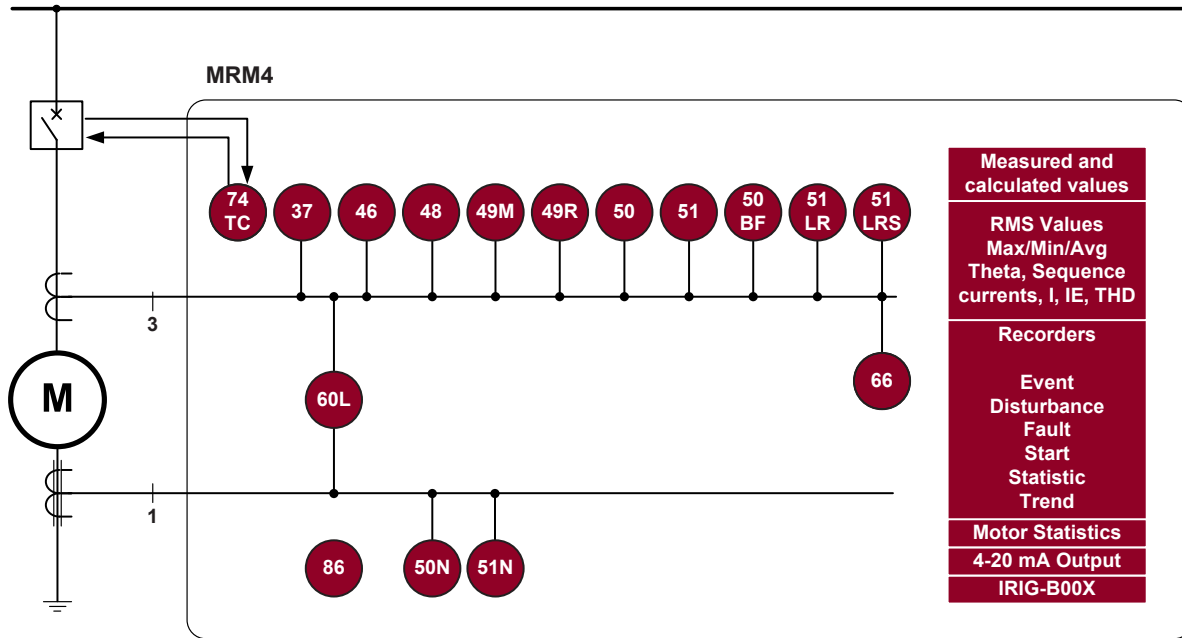 MRM4
74
TC
37
46
48
49M
49R
50
51
50
BF
51
LR
51
LRS
3
M
60L
66
1
86
50N
51N
Measured and
calculated values
RMS Values
Max/Min/Avg
Theta, Sequence
currents, I, IE, THD
Recorders
Event
Disturbance
Fault
Start
Statistic
Trend
Motor Statistics
4-20 mA Output
IRIG-B00X